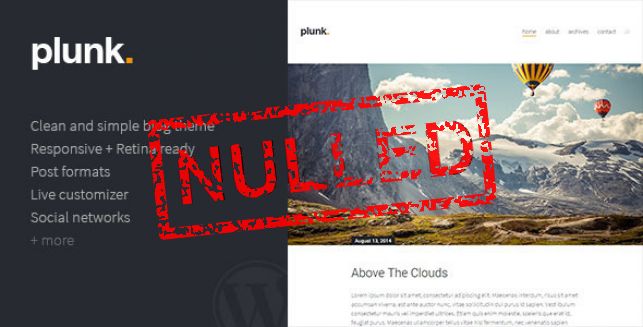 plunk.
Clean and simple blog theme
Responsive + Retina ready
Post formats
Live customizer
Social networks
+ more
NULLED
plunk.
home about archives contact
August 13, 2014
Above The Clouds